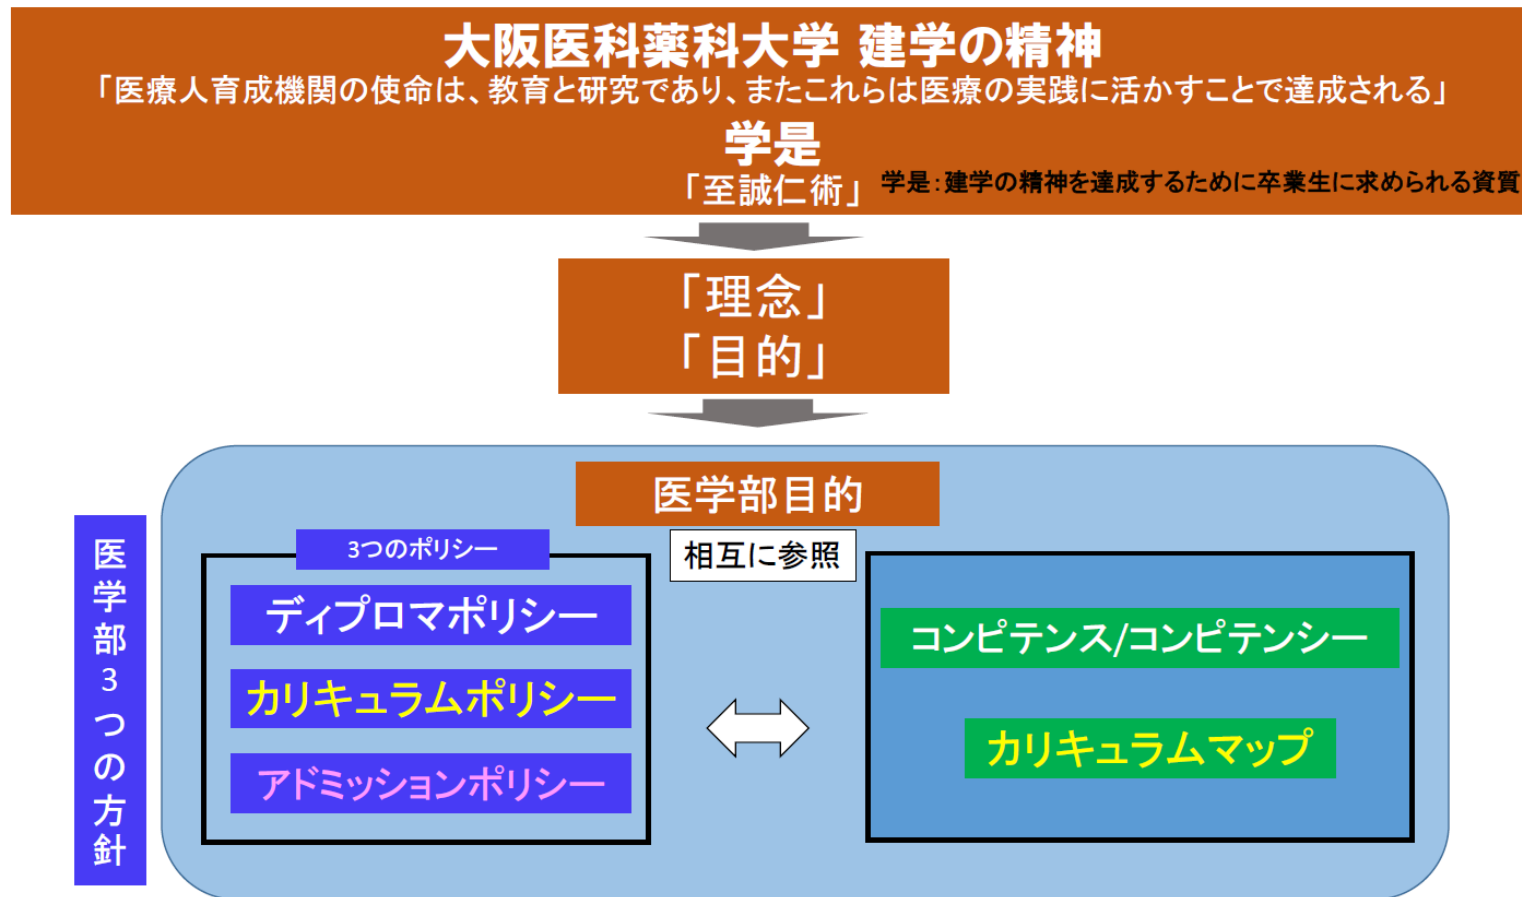 大阪医科薬科大学 建学の精神
「医療人育成機関の使命は、教育と研究であり、またこれらは医療の実践に活かすことで達成される」
学是
「至誠仁術」
学是：建学の精神を達成するために卒業生に求められる資質
「理念」
「目的」
医学部目的
医学部3つの方針
3つのポリシー
ディプロマポリシー
カリキュラムポリシー
アドミッションポリシー
相互に参照
コンピテンス/コンピテンシー
カリキュラムマップ